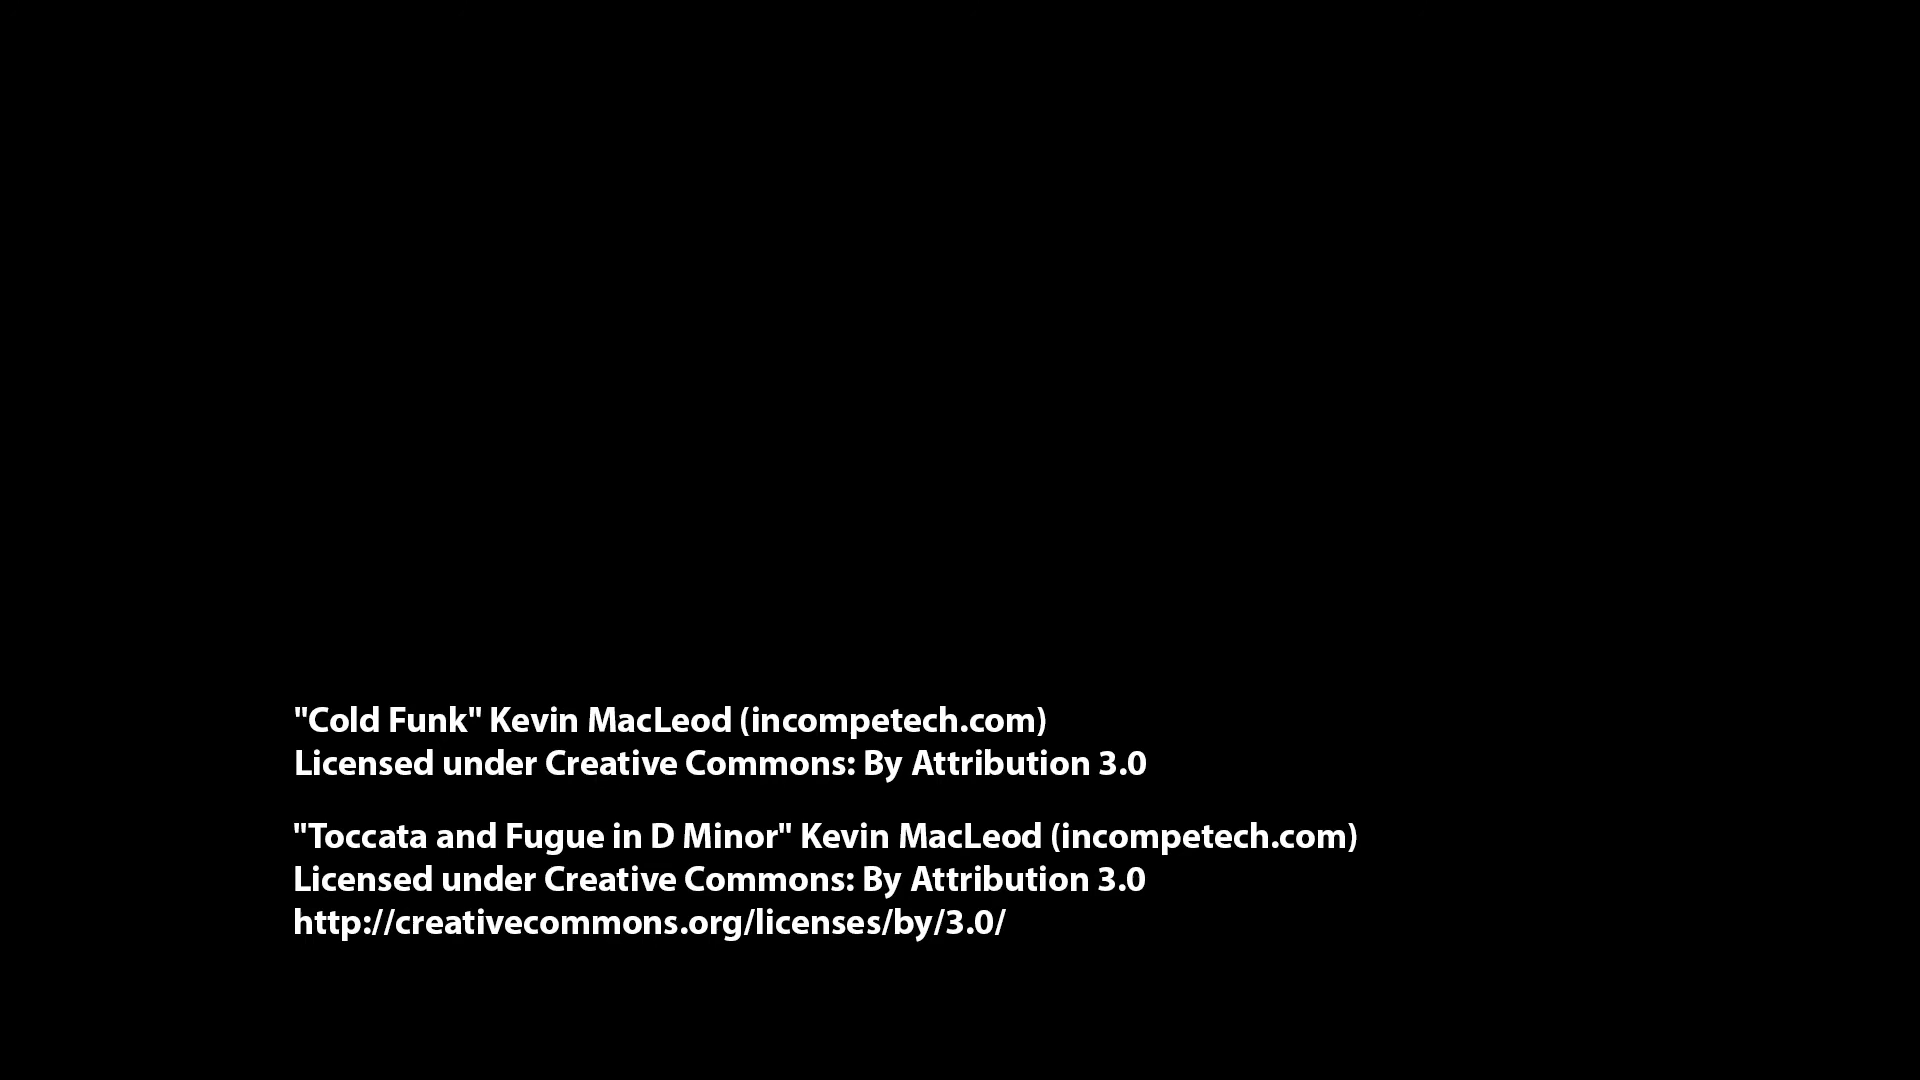 "Cold Funk" Kevin MacLeod (incompetech.com)
Licensed under Creative Commons: By Attribution 3.0
"Toccata and Fugue in D Minor" Kevin MacLeod (incompetech.com)
Licensed under Creative Commons: By Attribution 3.0
http://creativecommons.org/licenses/by/3.0/